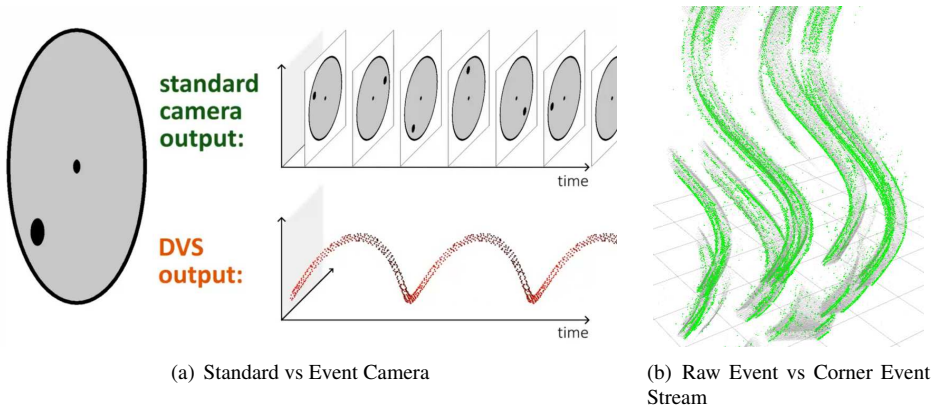 standard
camera
output:
time
DVS
output:
time
(a) Standard vs Event Camera
(b) Raw Event vs Corner Event
Stream